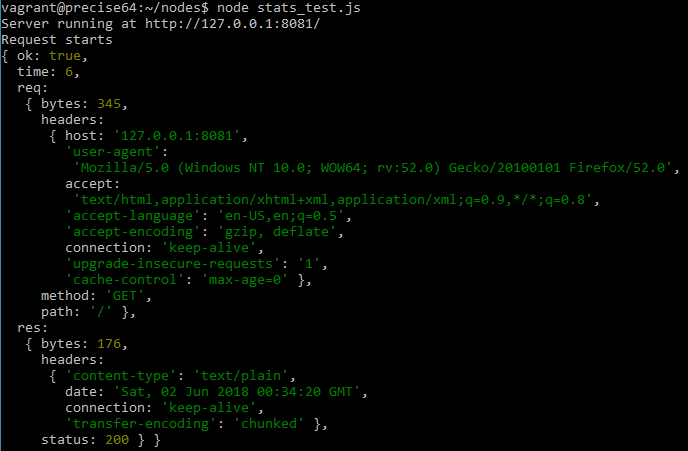 vagrant@precise64:~/nodes$ node stats_test.js
Server running at http://127.0.0.1:8081/
Request starts
{ ok: true,
  time: 6,
  req:
   { bytes: 345,
     headers:
      { host: '127.0.0.1:8081',
        'user-agent':
         'Mozilla/5.0 (Windows NT 10.0; WOW64; rv:52.0) Gecko/20100101 Firefox/52.0',
        accept:
         'text/html,application/xhtml+xml,application/xml;q=0.9,*/*;q=0.8',
        'accept-language': 'en-US,en;q=0.5',
        'accept-encoding': 'gzip, deflate',
        connection: 'keep-alive',
        'upgrade-insecure-requests': '1',
        'cache-control': 'max-age=0' },
     method: 'GET',
     path: '/' },
  res:
   { bytes: 176,
     headers:
      { 'content-type': 'text/plain',
        date: 'Sat, 02 Jun 2018 00:34:20 GMT',
        connection: 'keep-alive',
        'transfer-encoding': 'chunked' },
     status: 200 } }